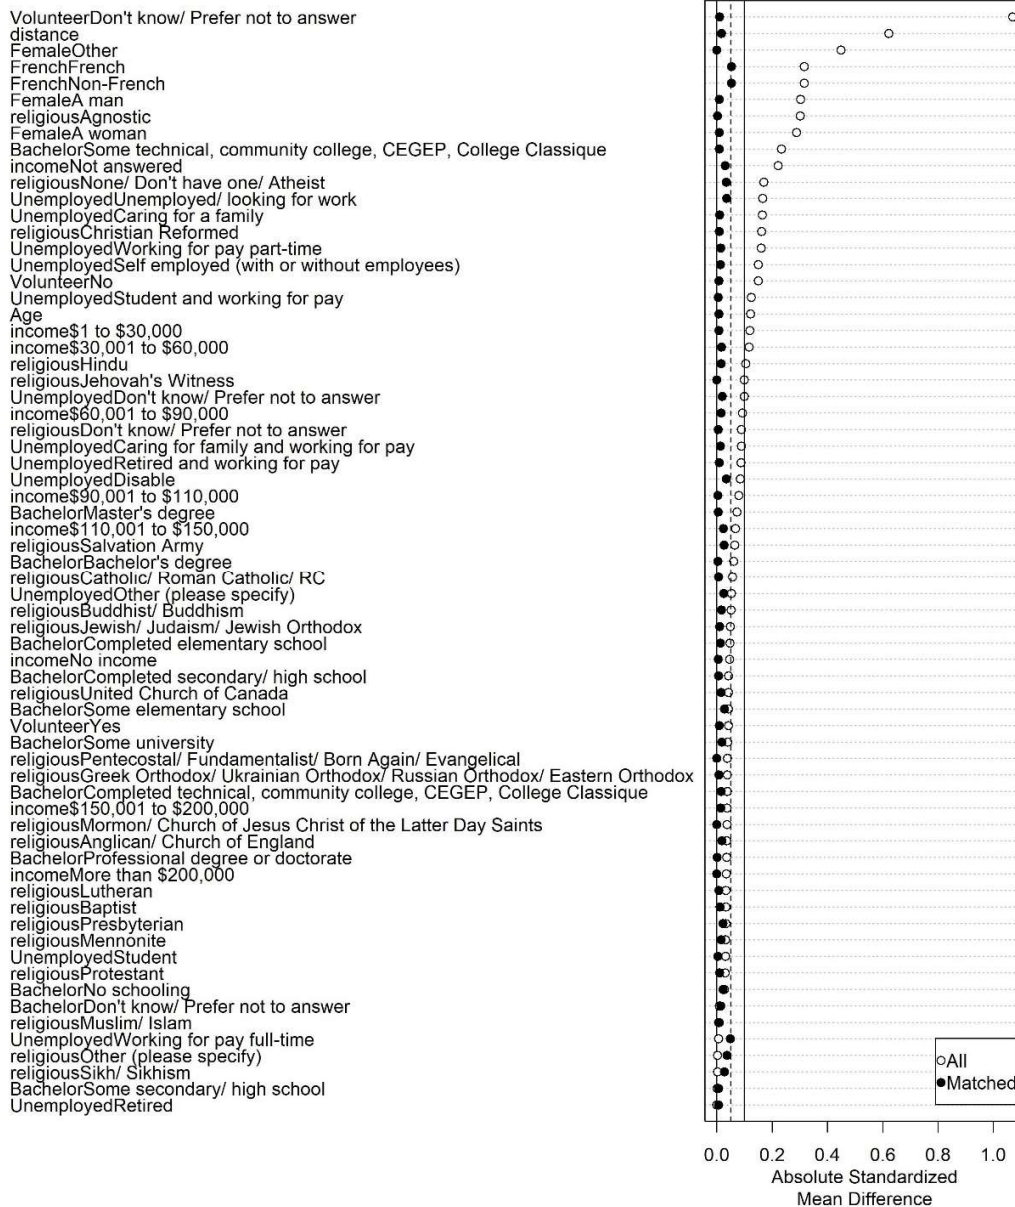 VolunteerDon't know/ Prefer not to answer
distance
FemaleOther
FrenchFrench
FrenchNon-French
FemaleA man
religiousAgnostic
FemaleA woman
BachelorSome technical, community college, CEGEP, College Classique
incomeNot answered
religiousNone/ Don't have one/ Atheist
UnemployedUnemployed/ looking for work
UnemployedCaring for a family
religiousChristian Reformed
UnemployedWorking for pay part-time
UnemployedSelf employed (with or without employees)
VolunteerNo
UnemployedStudent and working for pay
Age
income$1 to $30,000
income$30,001 to $60,000
religiousHindu
religiousJehovah's Witness
UnemployedDon't know/ Prefer not to answer
income$60,001 to $90,000
religiousDon't know/ Prefer not to answer
UnemployedCaring for family and working for pay
UnemployedRetired and working for pay
UnemployedDisable
income$90,001 to $110,000
BachelorMaster's degree
income$110,001 to $150,000
religiousSalvation Army
BachelorBachelor's degree
religiousCatholic/ Roman Catholic/ RC
UnemployedOther (please specify)
religiousBuddhist/ Buddhism
religiousJewish/ Judaism/ Jewish Orthodox
BachelorCompleted elementary school
incomeNo income
BachelorCompleted secondary/ high school
religiousUnited Church of Canada
BachelorSome elementary school
VolunteerYes
BachelorSome university
religiousPentecostal/ Fundamentalist/ Born Again/ Evangelical
religiousGreek Orthodox/ Ukrainian Orthodox/ Russian Orthodox/ Eastern Orthodox
BachelorCompleted technical, community college, CEGEP, College Classique
income$150,001 to $200,000
religiousMormon/ Church of Jesus Christ of the Latter Day Saints
religiousAnglican/ Church of England
BachelorProfessional degree or doctorate
incomeMore than $200,000
religiousLutheran
religiousBaptist
religiousPresbyterian
religiousMennonite
UnemployedStudent
religiousProtestant
BachelorNo schooling
BachelorDon't know/ Prefer not to answer
religiousMuslim/ Islam
UnemployedWorking for pay full-time
religiousOther (please specify)
religiousSikh/ Sikhism
BachelorSome secondary/ high school
UnemployedRetired
All
Matched
0.0 0.2 0.4 0.6 0.8 1.0
Absolute Standardized
Mean Difference